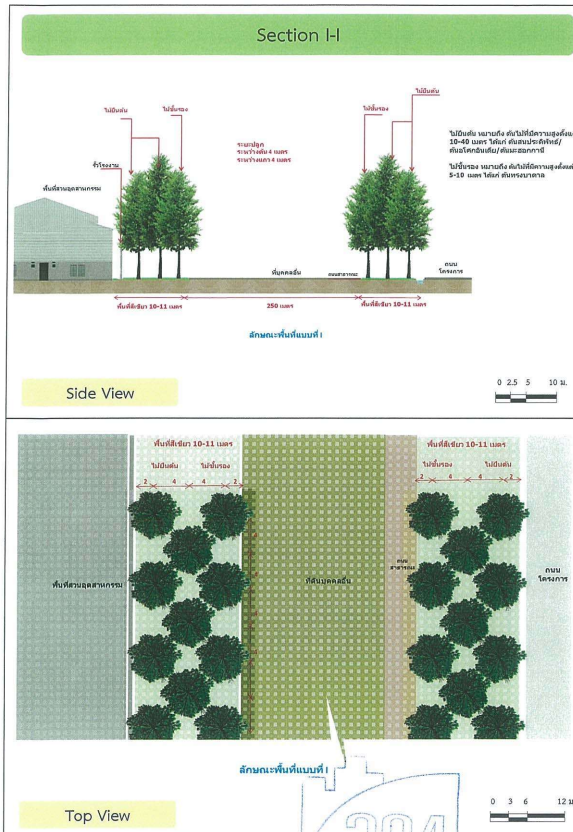 Section I-I
ไม้ยืนต้น
ไม้ชั้นรอง
ไม้ชั้นรอง
ไม้ยืนต้น
ระยะปลูก
ระหว่างต้น 4 เมตร
ระหว่างแถว 4 เมตร
ไม้ยืนต้น หมายถึง ต้นไม้ที่มีความสูงตั้งแต่
10-40 เมตร ได้แก่ ต้นสนประดิพัทธ์/
ต้นอโศกอินเดีย/ต้นมะฮอกกานี
ไม้ชั้นรอง หมายถึง ต้นไม้ที่มีความสูงตั้งแต่
5-10 เมตร ได้แก่ ต้นทรงบาดาล
รั้วโรงงาน
พื้นที่สวนอุตสาหกรรม
ที่บุคคลอื่น
ถนนสาธารณะ
ถนน
โครงการ
พื้นที่สีเขียว 10-11 เมตร
250 เมตร
พื้นที่สีเขียว 10-11 เมตร
ลักษณะพื้นที่แบบที่ I
Side View
0 2.5 5 10 ม.
พื้นที่สีเขียว 10-11 เมตร
พื้นที่สีเขียว 10-11 เมตร
ไม้ยืนต้น
ไม้ชั้นรอง
ไม้ชั้นรอง
ไม้ยืนต้น
2 4 4 2
2 4 4 2
พื้นที่สวนอุตสาหกรรม
ที่ดินบุคคลอื่น
ถนน
สาธารณะ
ถนน
โครงการ
ลักษณะพื้นที่แบบที่ I
204
Top View
0 3 6 12 ม.